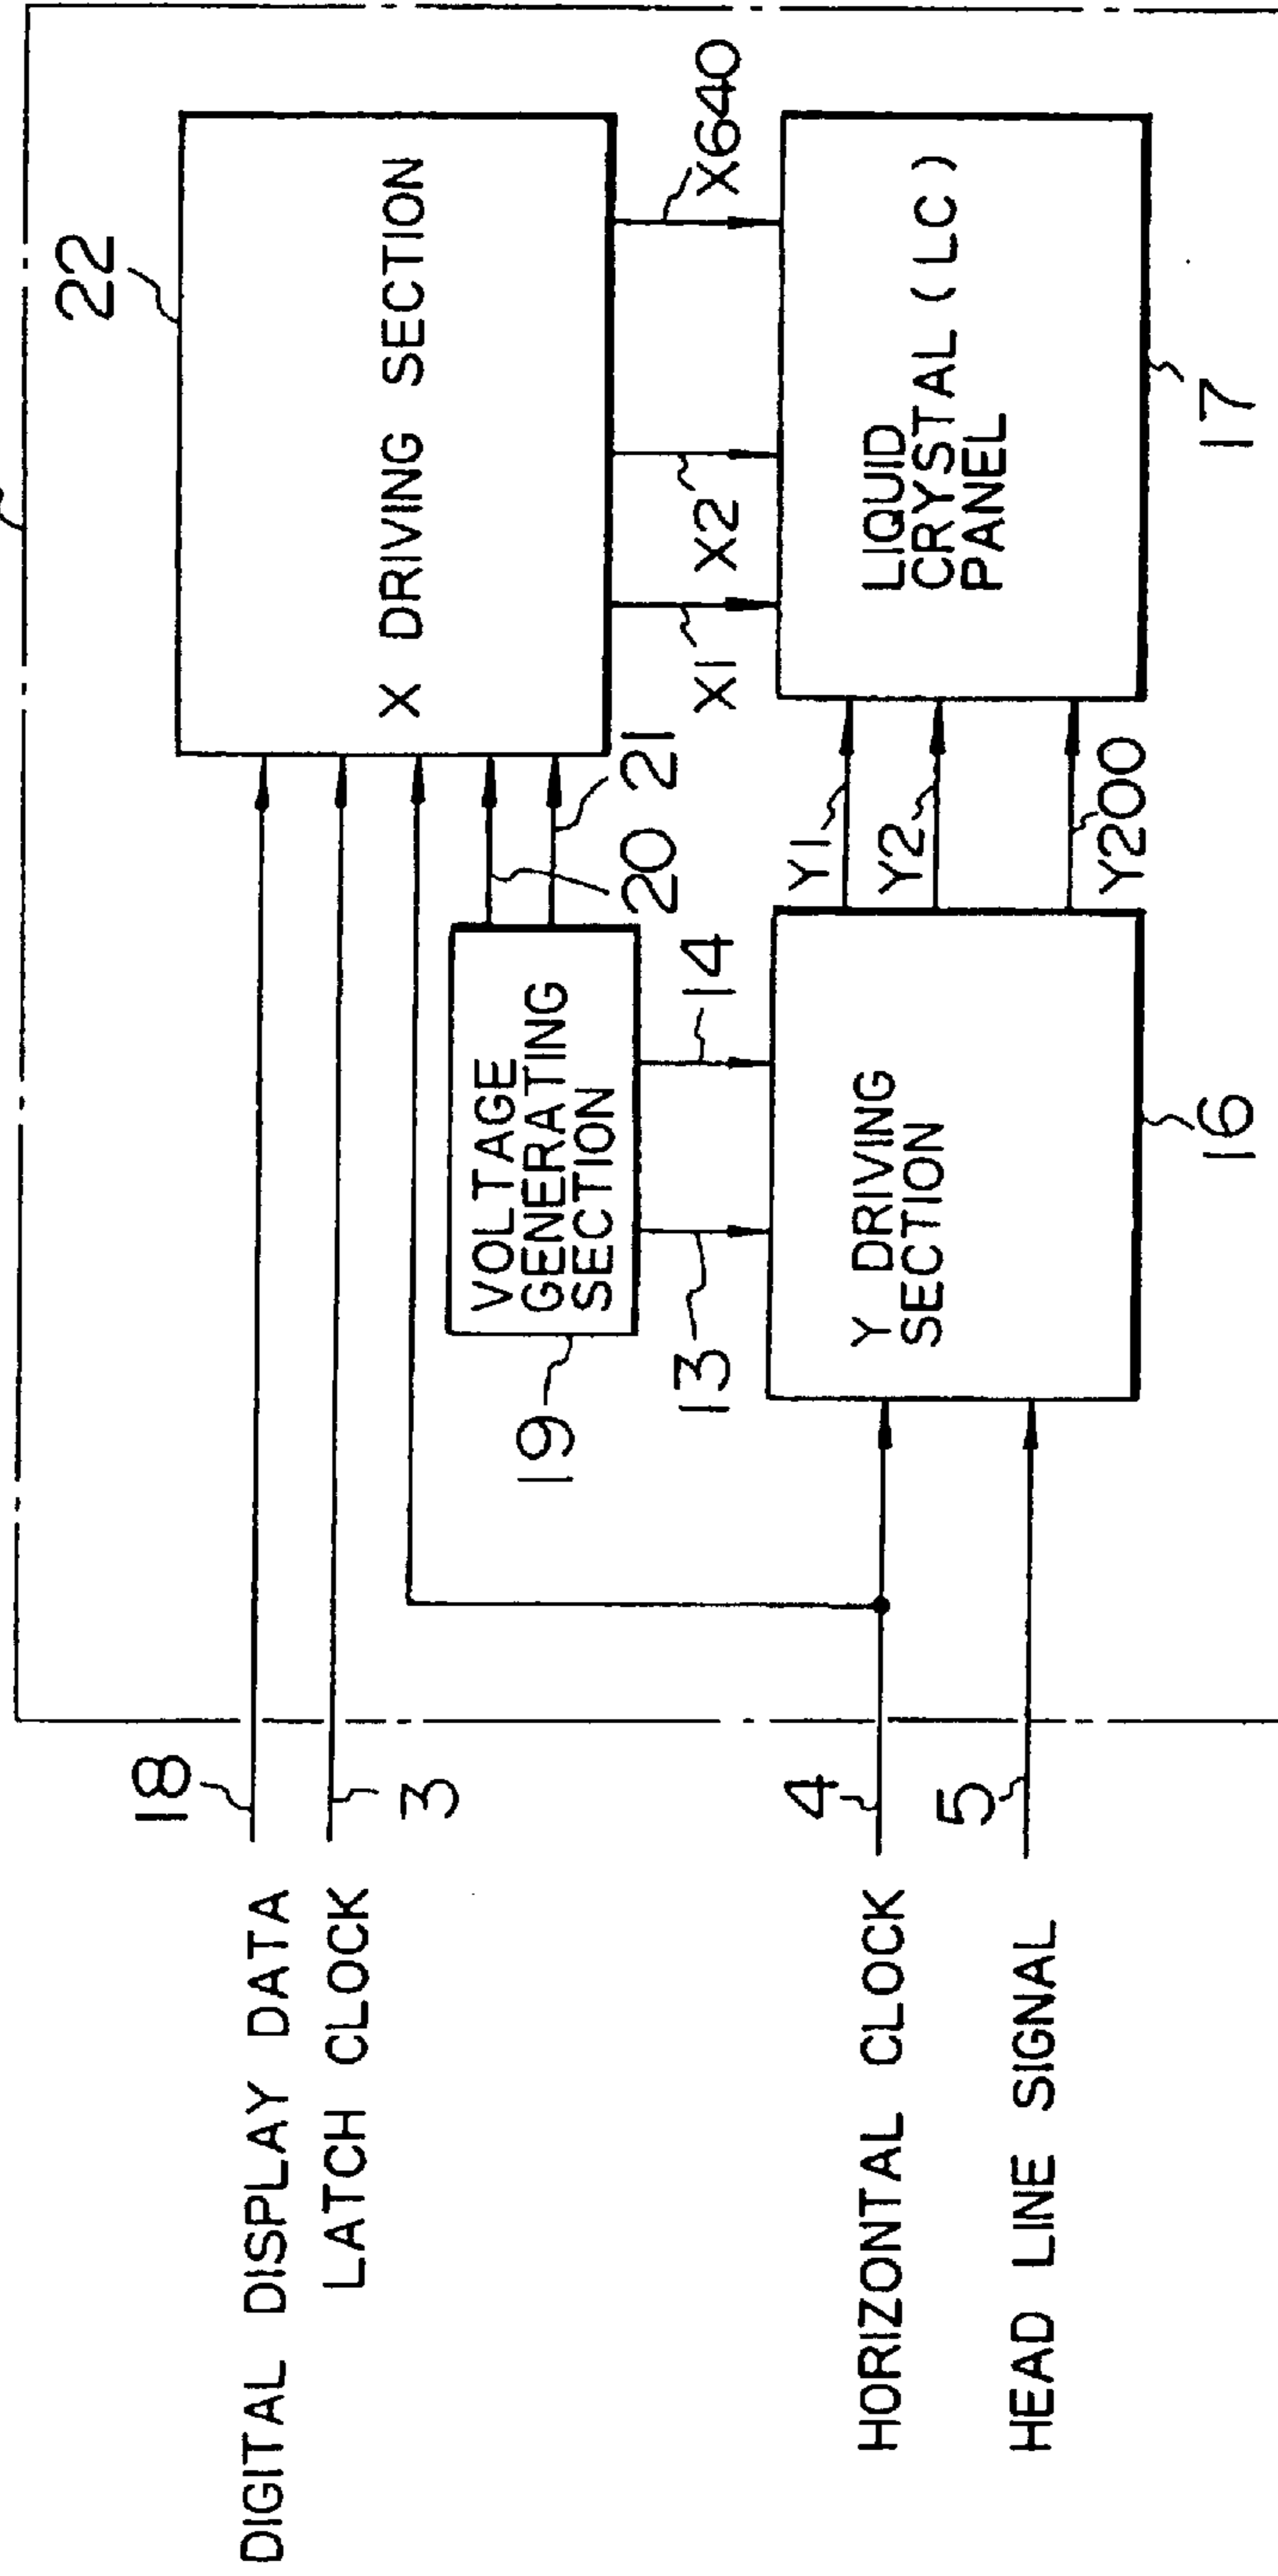 22
X DRIVING SECTION
18
DIGITAL DISPLAY DATA
3
LATCH CLOCK
20
21
VOLTAGE
GENERATING
SECTION
19
13
14
X1
X2
X640
4
HORIZONTAL CLOCK
5
HEAD LINE SIGNAL
Y DRIVING
SECTION
16
Y1
Y2
Y200
LIQUID
CRYSTAL (LC)
PANEL
17